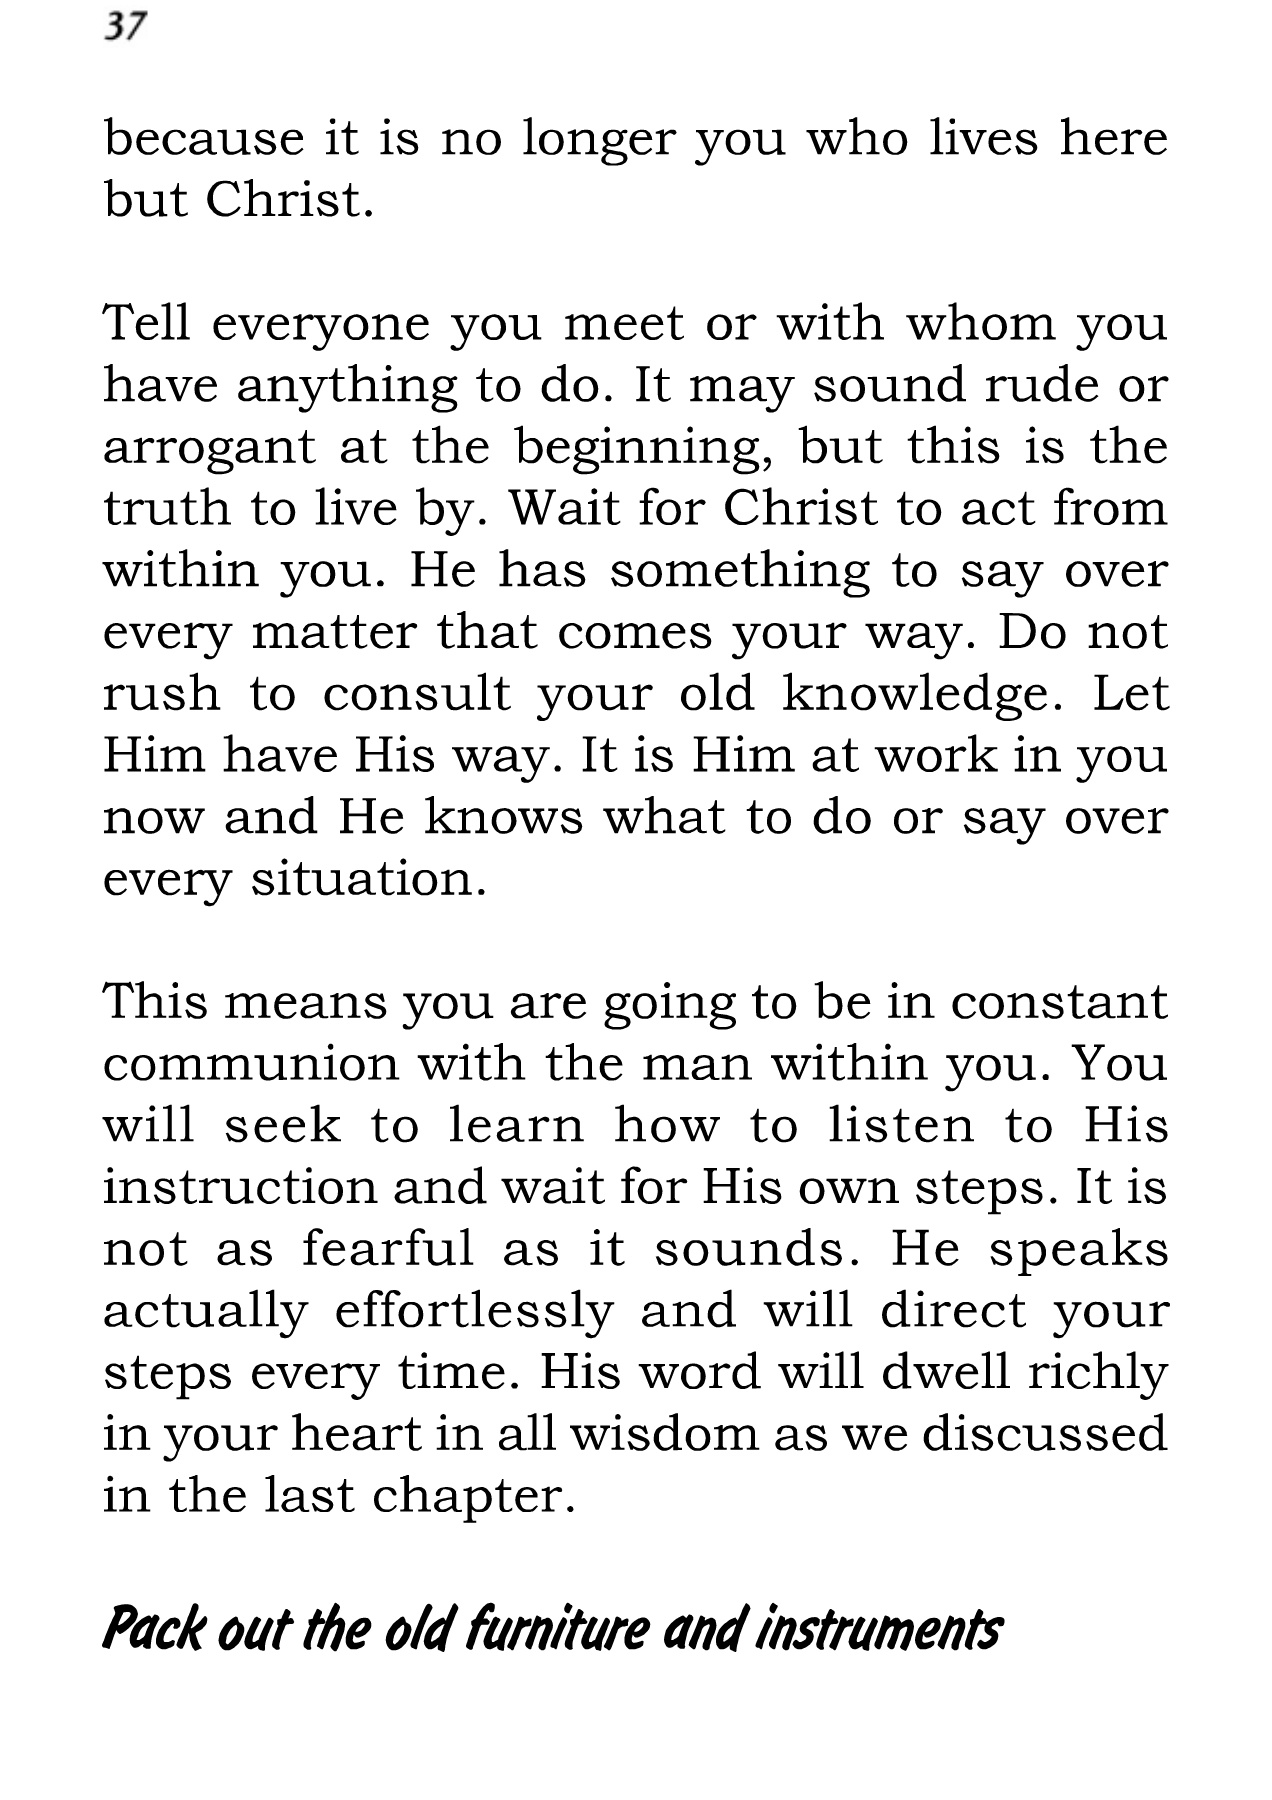 37
because it is no longer you who lives here
but Christ.
Tell everyone you meet or with whom you
have anything to do. It may sound rude or
arrogant at the beginning, but this is the
truth to live by. Wait for Christ to act from
within you. He has something to say over
every matter that comes your way. Do not
rush to consult your old knowledge. Let
Him have His way. It is Him at work in you
now and He knows what to do or say over
every situation.
This means you are going to be in constant
communion with the man within you. You
will seek to learn how to listen to His
instruction and wait for His own steps. It is
not as fearful as it sounds. He speaks
actually effortlessly and will direct your
steps every time. His word will dwell richly
in your heart in all wisdom as we discussed
in the last chapter.
Pack out the old furniture and instruments